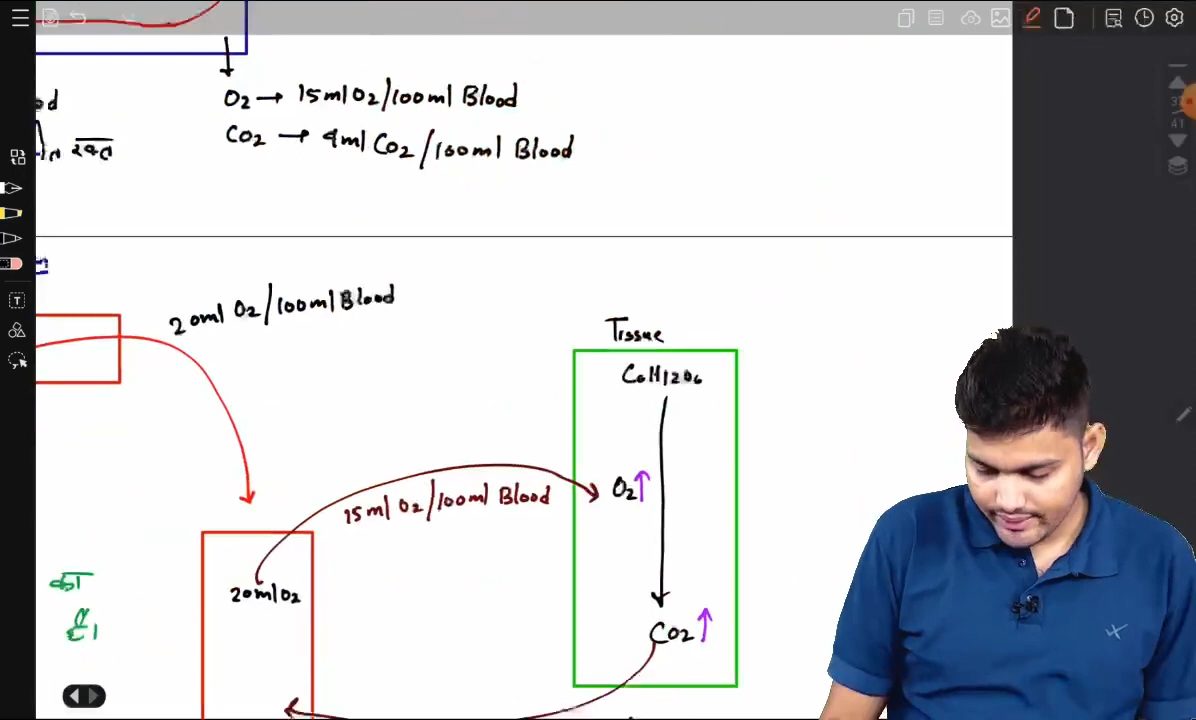 O2 → 15ml O2/100ml Blood
CO2 → 4ml CO2/100ml Blood
20ml O2/100ml Blood
Tissue
C6H12O6
O2↑
15ml O2/100ml Blood
20ml O2
CO2↑